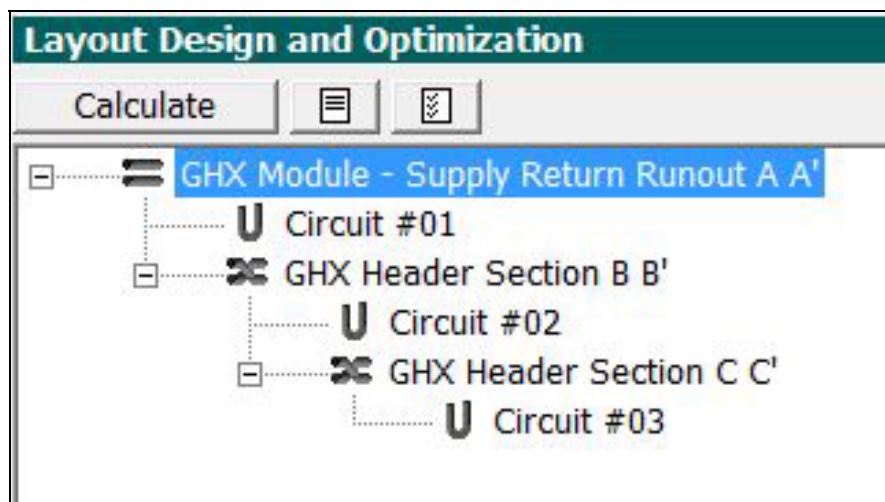 Layout Design and Optimization
Calculate
GHX Module - Supply Return Runout A A'
Circuit #01
GHX Header Section B B'
Circuit #02
GHX Header Section C C'
Circuit #03